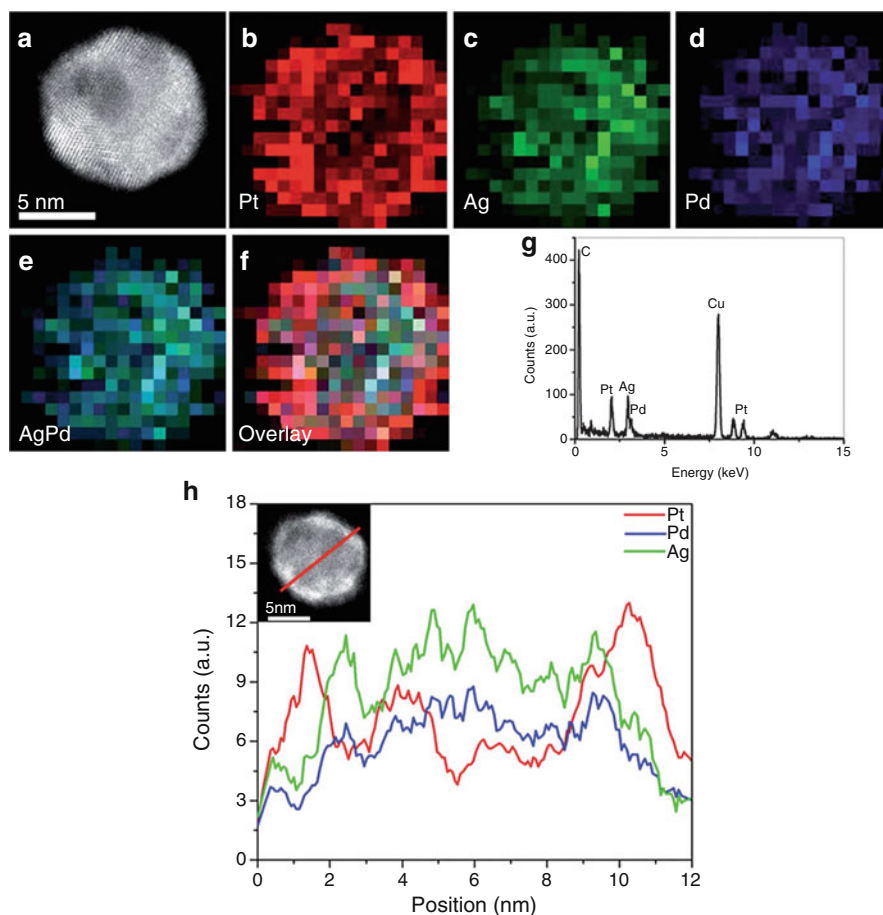 a
5 nm
b
Pt
c
Ag
d
Pd
e
AgPd
f
Overlay
g
400
300
200
100
0
Counts (a.u.)
C
Pt
Ag
Pd
Cu
Pt
0 5 10 15
Energy (keV)
h
18
15
12
9
6
3
0
Counts (a.u.)
5nm
Pt
Pd
Ag
0 2 4 6 8 10 12
Position (nm)